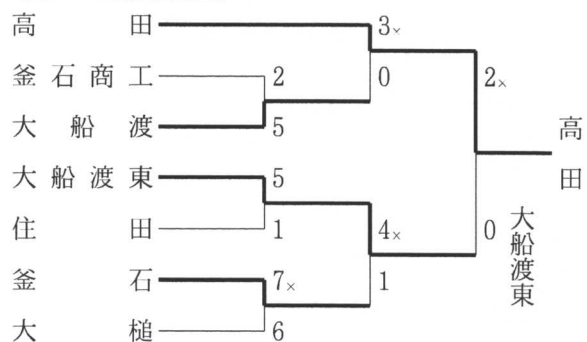 高田 3×
釜石商工 2 0 2×
大船渡 5
高田
大船渡東 5
住田 1 4× 0
大船渡東
釜石 7× 1
大槌 6